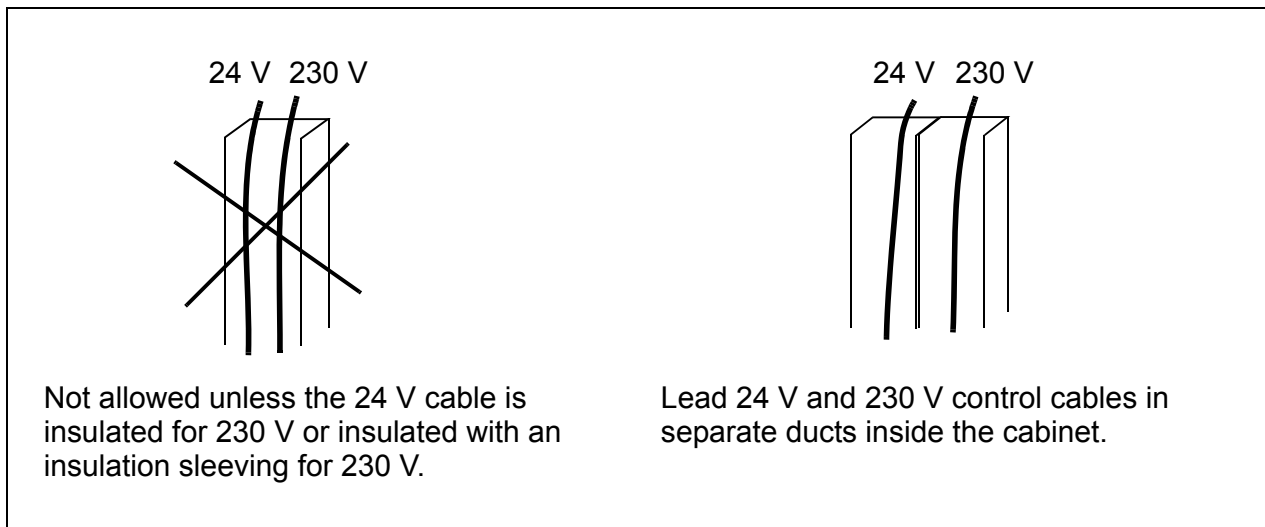 24 V 230 V
24 V 230 V
Not allowed unless the 24 V cable is
insulated for 230 V or insulated with an
insulation sleeving for 230 V.
Lead 24 V and 230 V control cables in
separate ducts inside the cabinet.